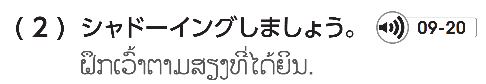 (2) シャドーイングしましょう。 09-20
ຝຶກເວົ້າຕາມສຽງທີ່ໄດ້ຍິນ.